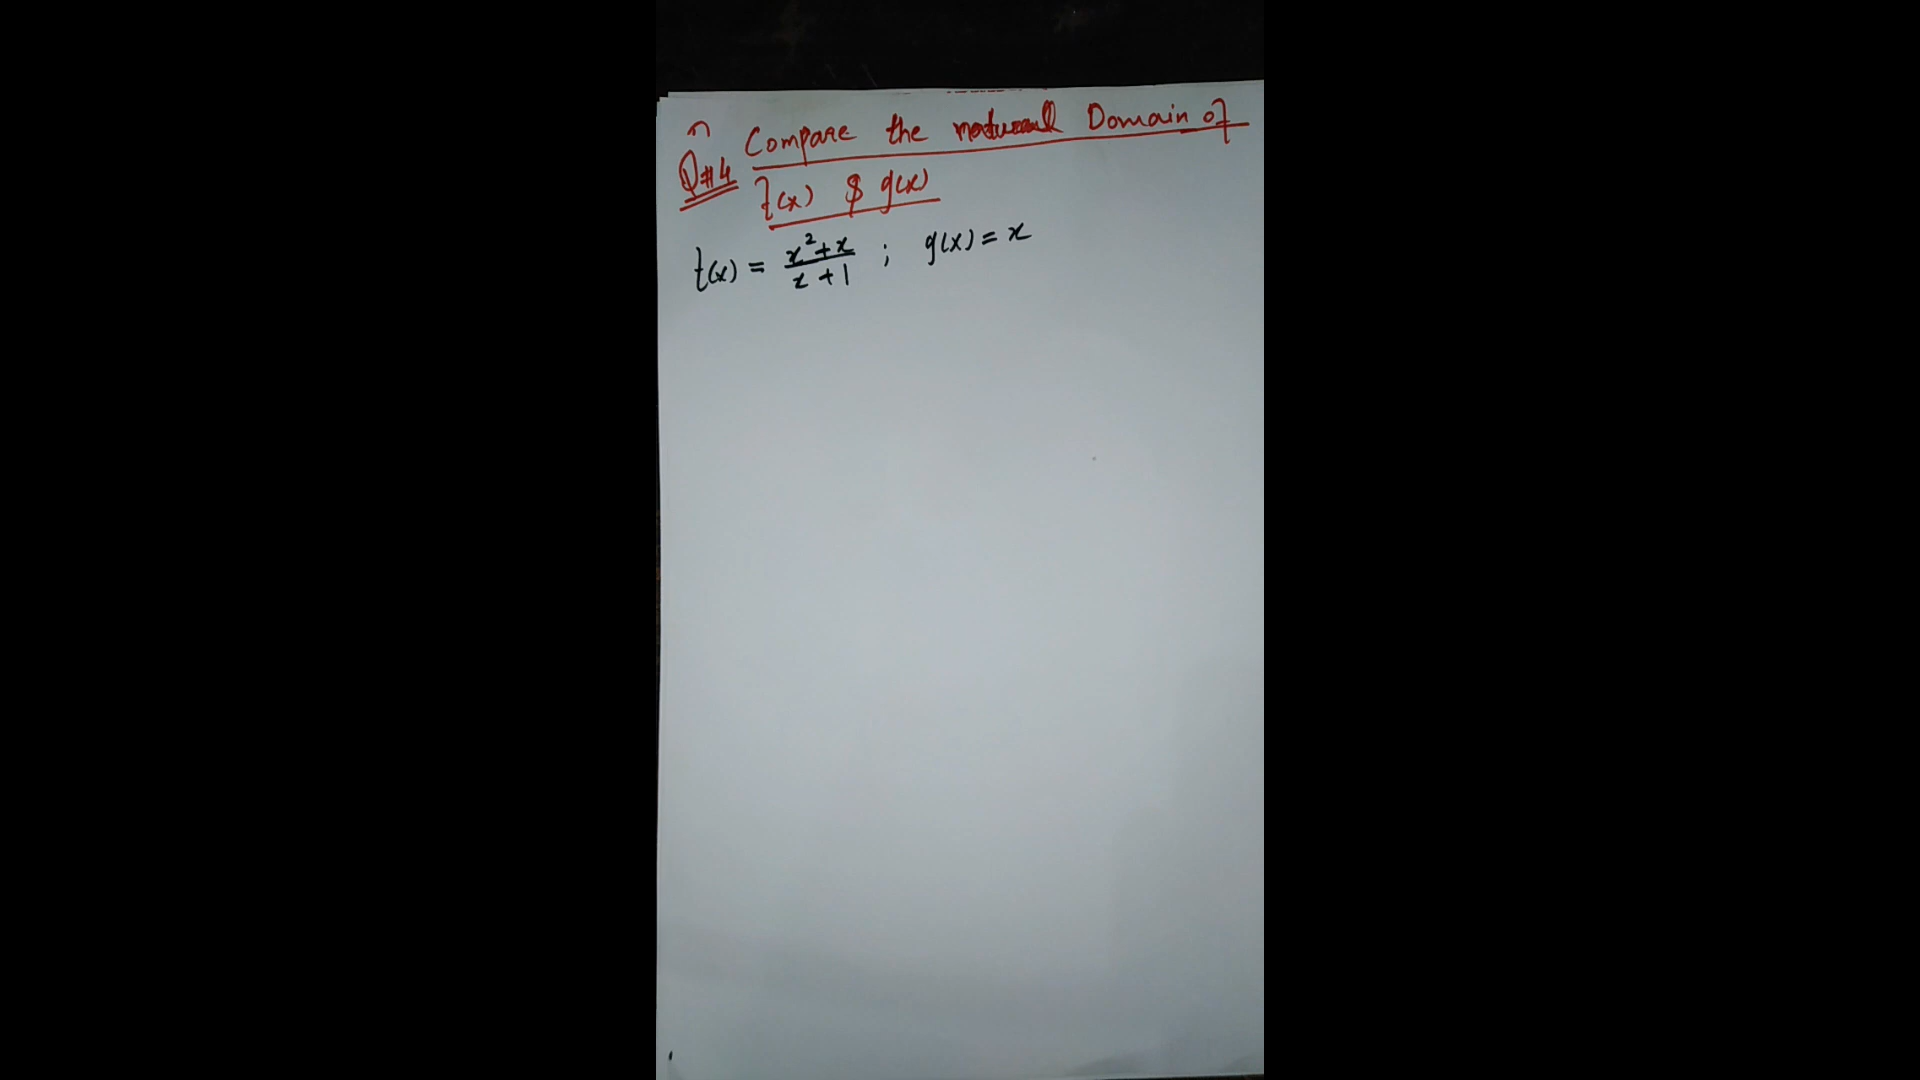 Compare the natural Domain of
Q#4 f(x) & g(x)
f(x) = x²+x / x+1 ; g(x) = x